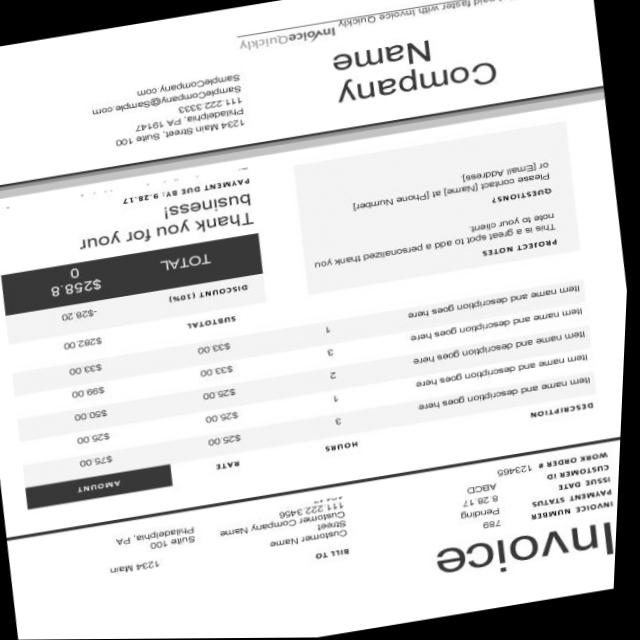 Invoice
INVOICE NUMBER 789
PAYMENT STATUS Pending
ISSUE DATE 8.28.17
CUSTOMER ID ABCD
WORK ORDER # 123465
BILL TO
Customer Name
Customer Company Name
Street
111.222.3456
1234 Main
Suite 100
Philadelphia, PA
DESCRIPTION HOURS RATE AMOUNT
Item name and description goes here 3 $25.00 $75.00
Item name and description goes here 1 $25.00 $25.00
Item name and description goes here 2 $25.00 $50.00
Item name and description goes here 3 $33.00 $99.00
Item name and description goes here 1 $33.00 $33.00
SUBTOTAL $282.00
DISCOUNT (10%) -$28.20
TOTAL $258.8
0
PROJECT NOTES
This is a great spot to add a personalized thank you
note to your client.
QUESTIONS?
Please contact [Name] at [Phone Number]
or [Email Address].
Thank you for your
business!
PAYMENT DUE BY: 9.28.17
Company
Name
1234 Main Street, Suite 100
Philadelphia, PA 19147
111.222.3333
SampleCompany@Sample.com
SampleCompany.com
InvoiceQuickly
paid faster with Invoice Quickly